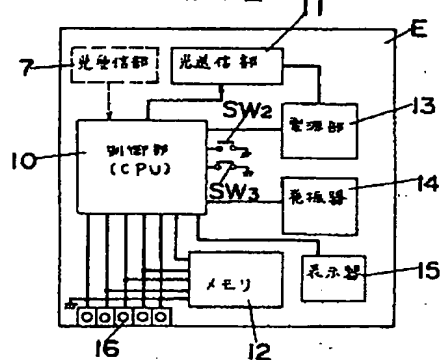 11
E
7
光受信部
光送信部
13
電源部
SW2
10
制御部
(CPU)
SW3
14
発振器
15
表示器
メモリ
16
12